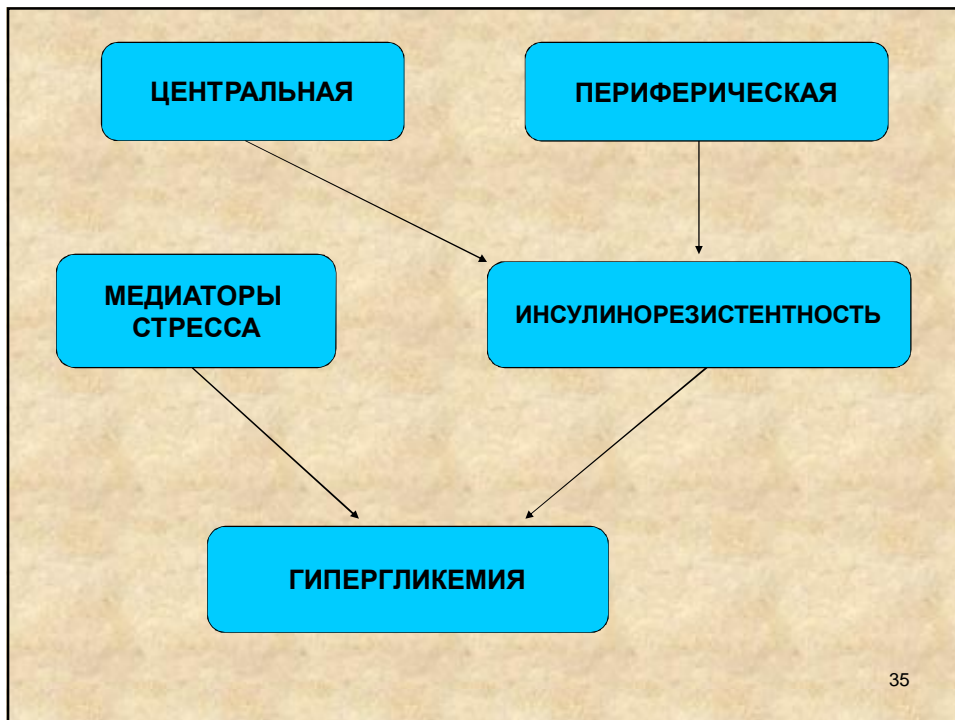 ЦЕНТРАЛЬНАЯ
ПЕРИФЕРИЧЕСКАЯ
МЕДИАТОРЫ
СТРЕССА
ИНСУЛИНОРЕЗИСТЕНТНОСТЬ
ГИПЕРГЛИКЕМИЯ
35